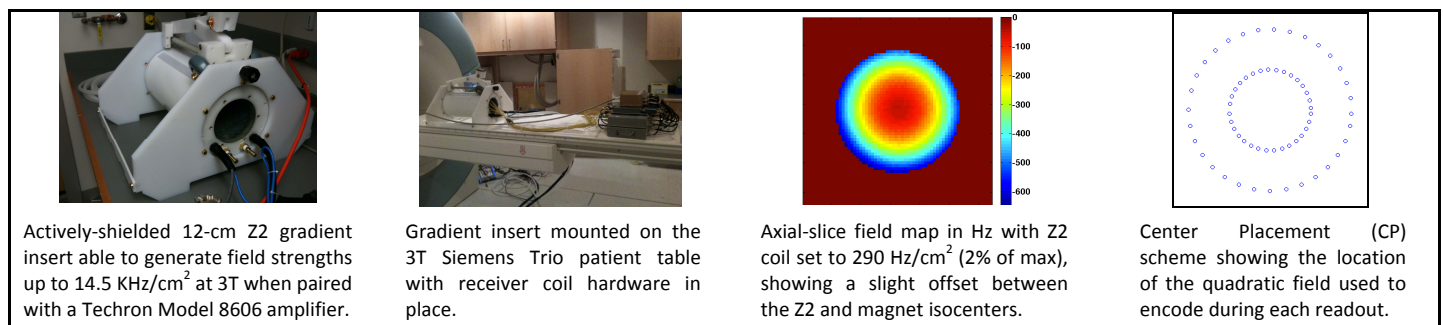 0
-100
-200
-300
-400
-500
-600
Actively-shielded 12-cm Z2 gradient
insert able to generate field strengths
up to 14.5 KHz/cm² at 3T when paired
with a Techron Model 8606 amplifier.
Gradient insert mounted on the
3T Siemens Trio patient table
with receiver coil hardware in
place.
Axial-slice field map in Hz with Z2
coil set to 290 Hz/cm² (2% of max),
showing a slight offset between
the Z2 and magnet isocenters.
Center Placement (CP)
scheme showing the location
of the quadratic field used to
encode during each readout.